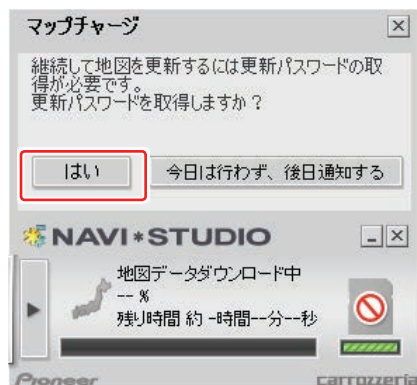 マップチャージ
継続して地図を更新するには更新パスワードの取
得が必要です。
更新パスワードを取得しますか？
はい
今日は行わず、後日通知する
NAVI*STUDIO
地図データダウンロード中
-- %
残り時間 約 -時間--分--秒
Pioneer
carrozzeria